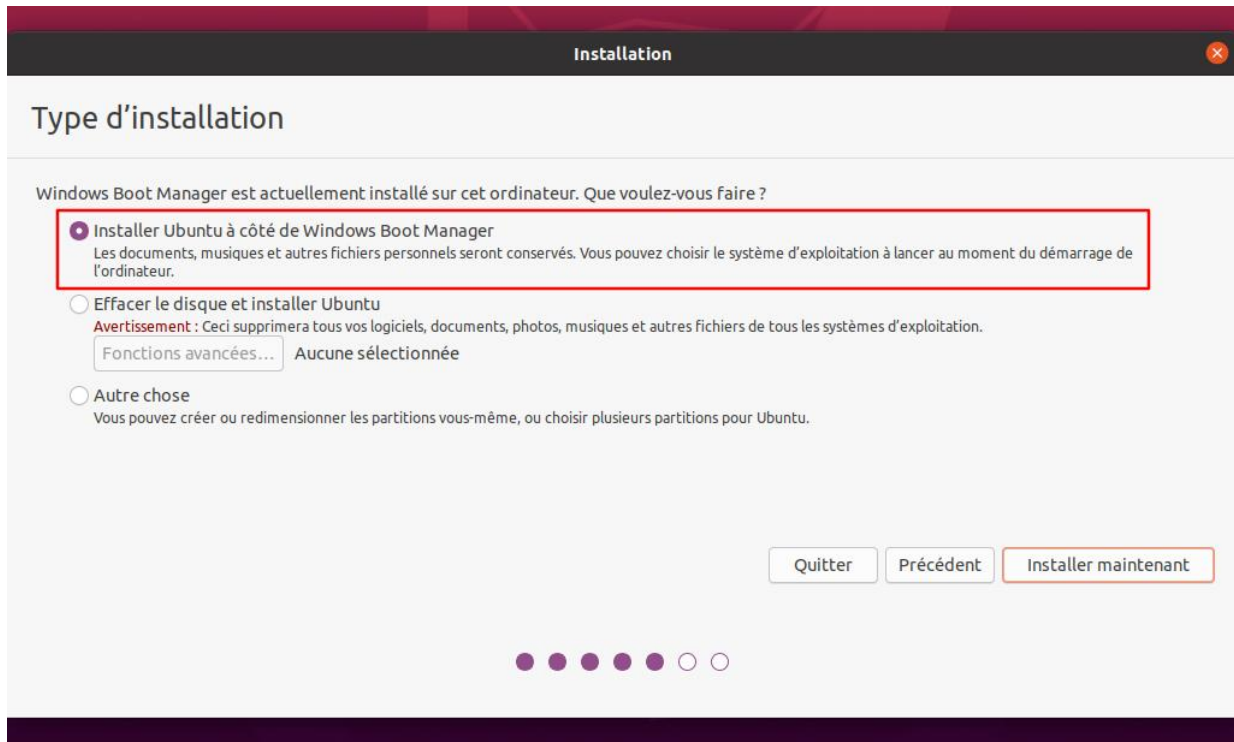 Installation
Type d’installation
Windows Boot Manager est actuellement installé sur cet ordinateur. Que voulez-vous faire ?
Installer Ubuntu à côté de Windows Boot Manager
Les documents, musiques et autres fichiers personnels seront conservés. Vous pouvez choisir le système d’exploitation à lancer au moment du démarrage de
l’ordinateur.
Effacer le disque et installer Ubuntu
Avertissement : Ceci supprimera tous vos logiciels, documents, photos, musiques et autres fichiers de tous les systèmes d’exploitation.
Fonctions avancées... Aucune sélectionnée
Autre chose
Vous pouvez créer ou redimensionner les partitions vous-même, ou choisir plusieurs partitions pour Ubuntu.
Quitter Précédent Installer maintenant